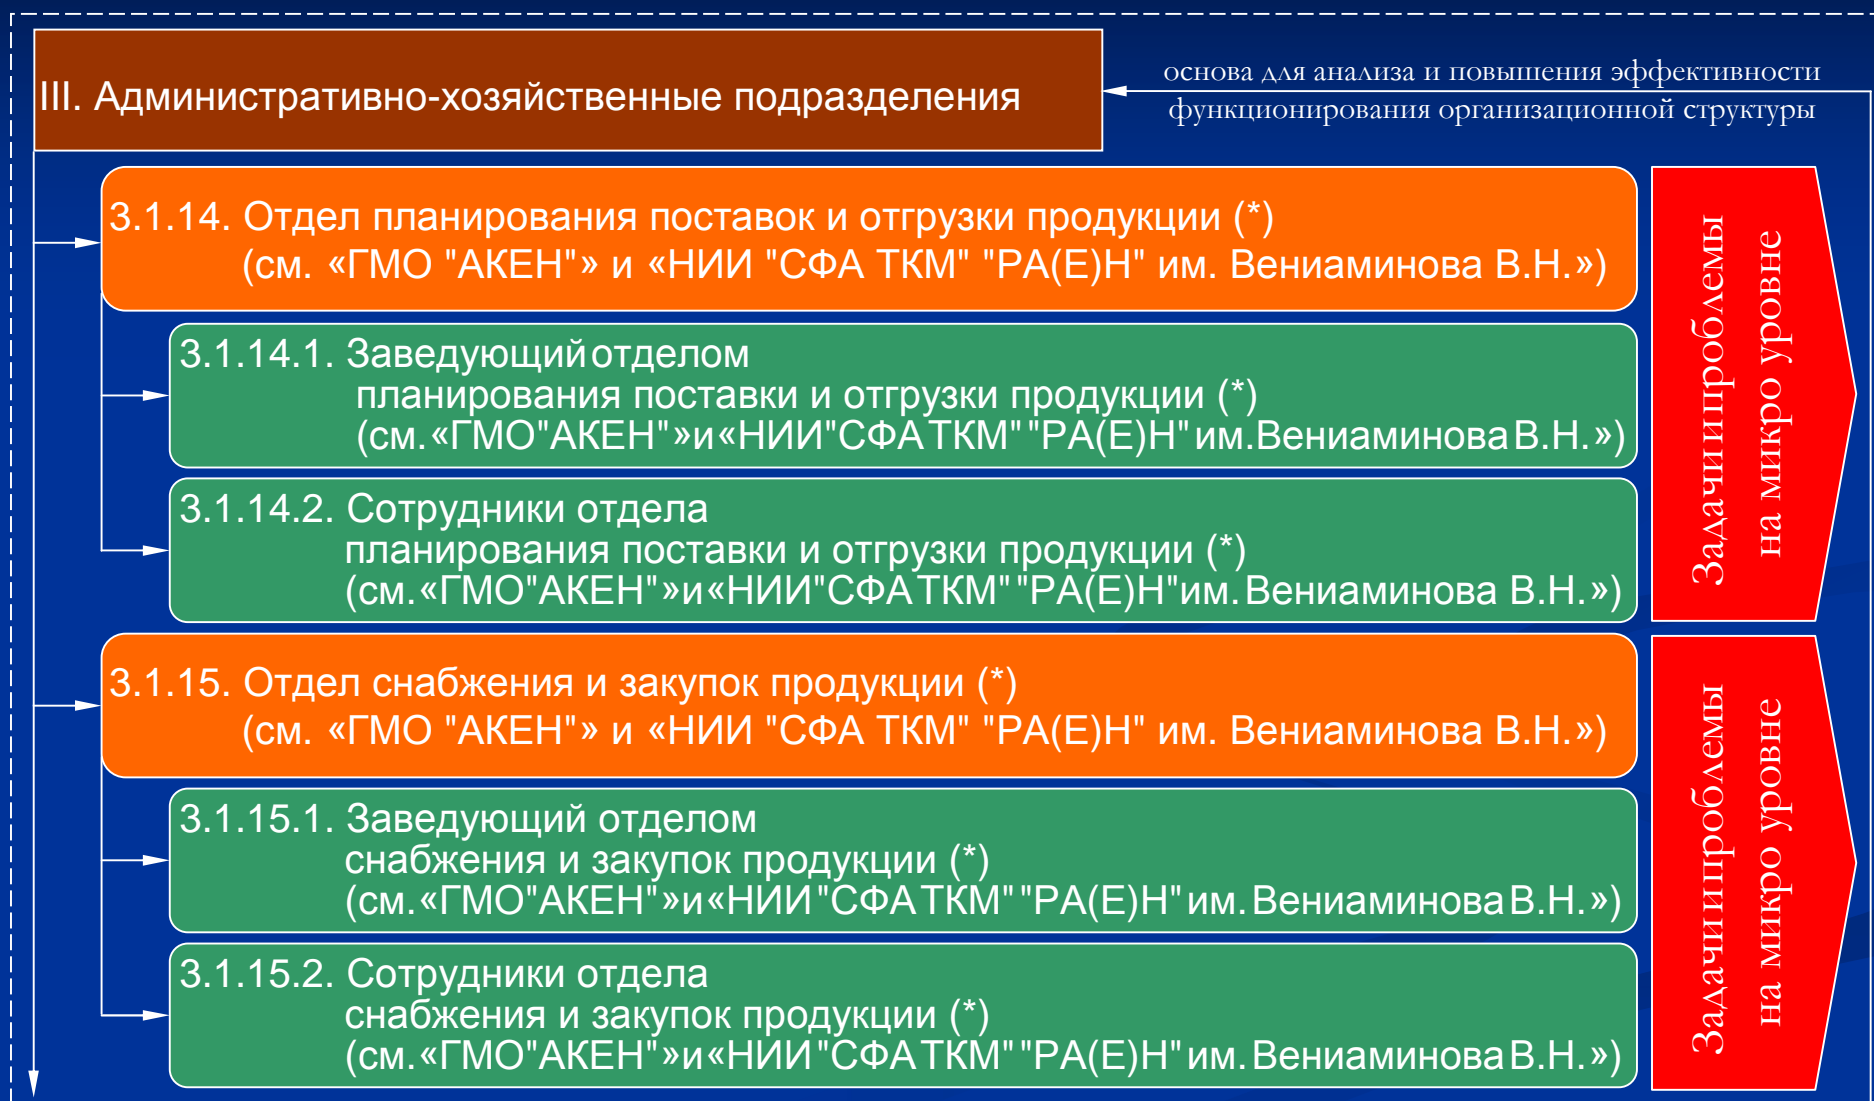 III. Административно-хозяйственные подразделения
основа для анализа и повышения эффективности
функционирования организационной структуры
3.1.14. Отдел планирования поставок и отгрузки продукции (*)
(см. «ГМО "АКЕН"» и «НИИ "СФА ТКМ" "РА(Е)Н" им. Вениаминова В.Н.»)
3.1.14.1. Заведующий отделом
планирования поставки и отгрузки продукции (*)
(см. «ГМО "АКЕН"» и «НИИ "СФА ТКМ" "РА(Е)Н" им. Вениаминова В.Н.»)
3.1.14.2. Сотрудники отдела
планирования поставки и отгрузки продукции (*)
(см. «ГМО "АКЕН"» и «НИИ "СФА ТКМ" "РА(Е)Н" им. Вениаминова В.Н.»)
Задачи и проблемы
на микро уровне
3.1.15. Отдел снабжения и закупок продукции (*)
(см. «ГМО "АКЕН"» и «НИИ "СФА ТКМ" "РА(Е)Н" им. Вениаминова В.Н.»)
3.1.15.1. Заведующий отделом
снабжения и закупок продукции (*)
(см. «ГМО "АКЕН"» и «НИИ "СФА ТКМ" "РА(Е)Н" им. Вениаминова В.Н.»)
3.1.15.2. Сотрудники отдела
снабжения и закупок продукции (*)
(см. «ГМО "АКЕН"» и «НИИ "СФА ТКМ" "РА(Е)Н" им. Вениаминова В.Н.»)
Задачи и проблемы
на микро уровне